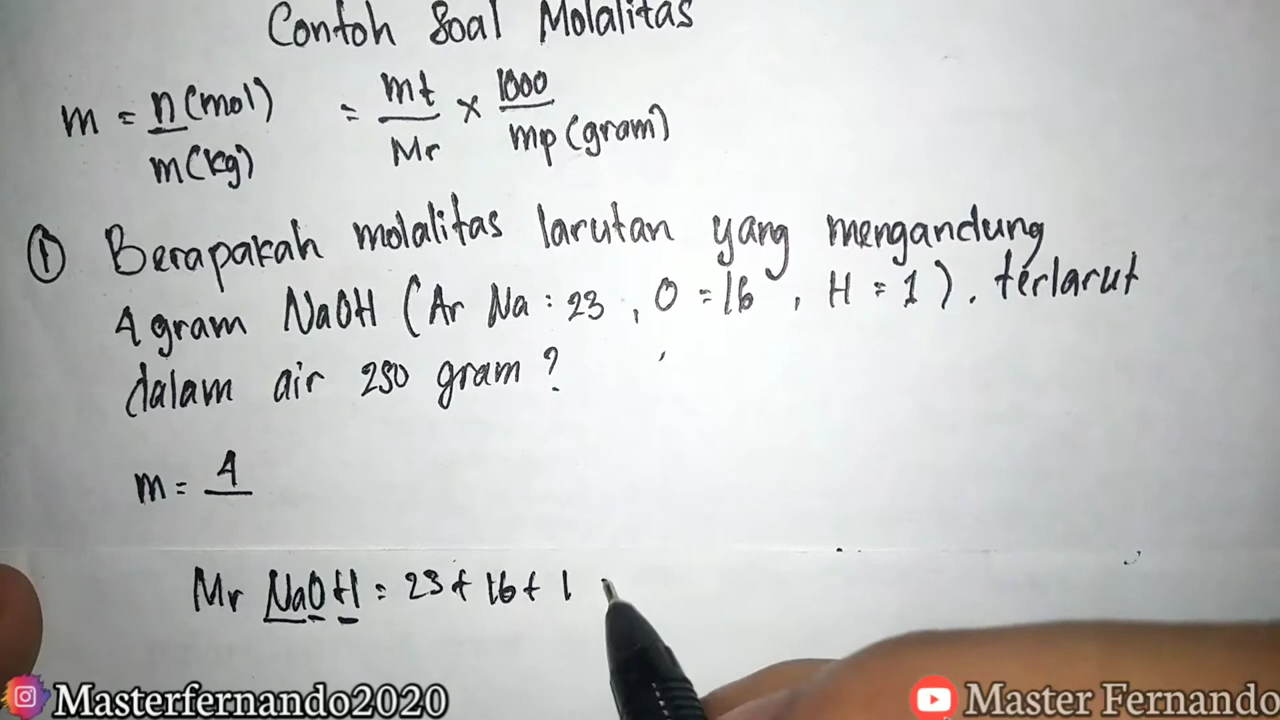 Contoh Soal Molalitas
m = n(mol) / m(kg) = mt / Mr × 1000 / mp (gram)
① Berapakah molalitas larutan yang mengandung
4 gram NaOH (Ar Na : 23 , O = 16 , H = 1 ). terlarut
dalam air 250 gram ?
m = 4
Mr NaOH = 23 + 16 + 1
Masterfernando2020
Master Fernando